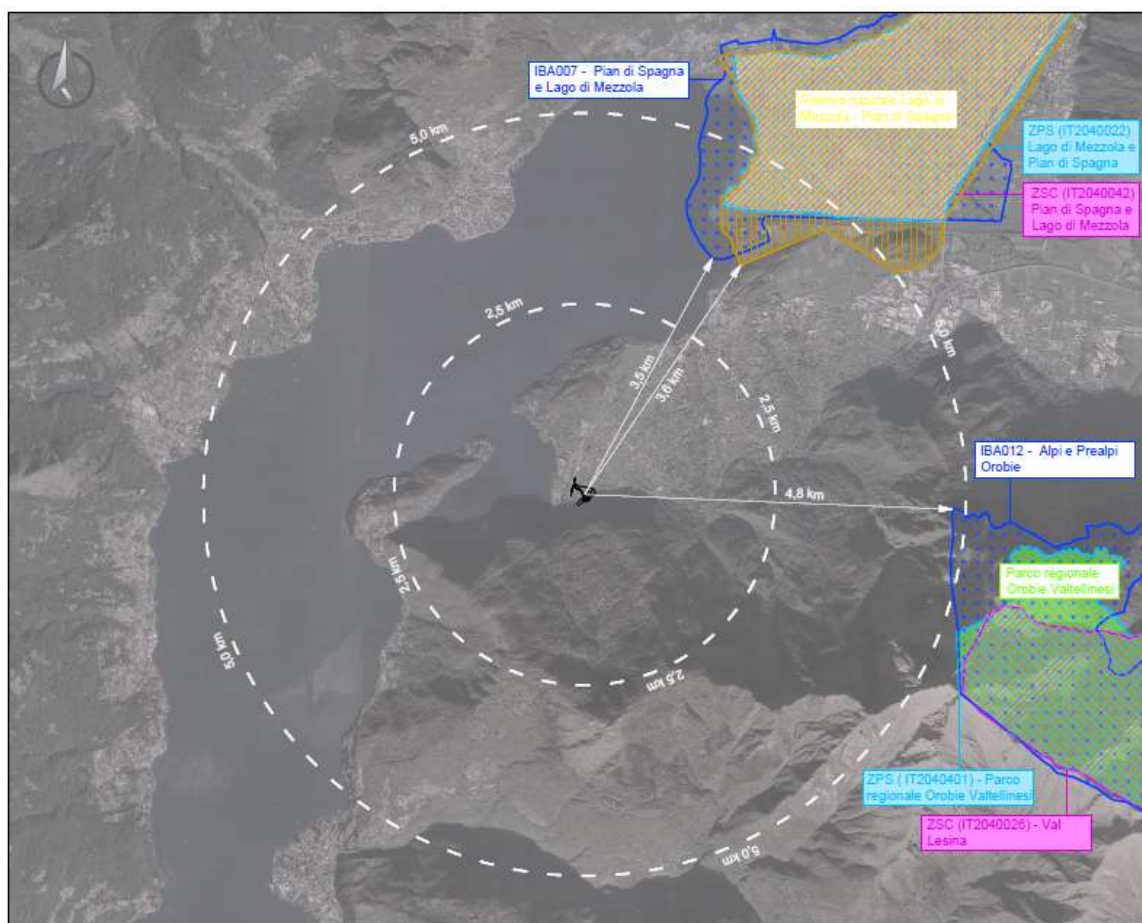 IBA007 - Pian di Spagna
e Lago di Mezzola
Riserva naturale Lago di
Mezzola - Pian di Spagna
ZPS (IT2040022)
Lago di Mezzola e
Pian di Spagna
ZSC (IT2040042)
Pian di Spagna e
Lago di Mezzola
5,0 km
2,5 km
5,0 km
3,5 km
3,6 km
2,5 km
IBA012 - Alpi e Prealpi
Orobie
4,8 km
Parco regionale
Orobie Valtellinesi
2,5 km
5,0 km
2,5 km
ZPS ( IT2040401) - Parco
regionale Orobie Valtellinesi
ZSC (IT2040026) - Val
Lesina
5,0 km